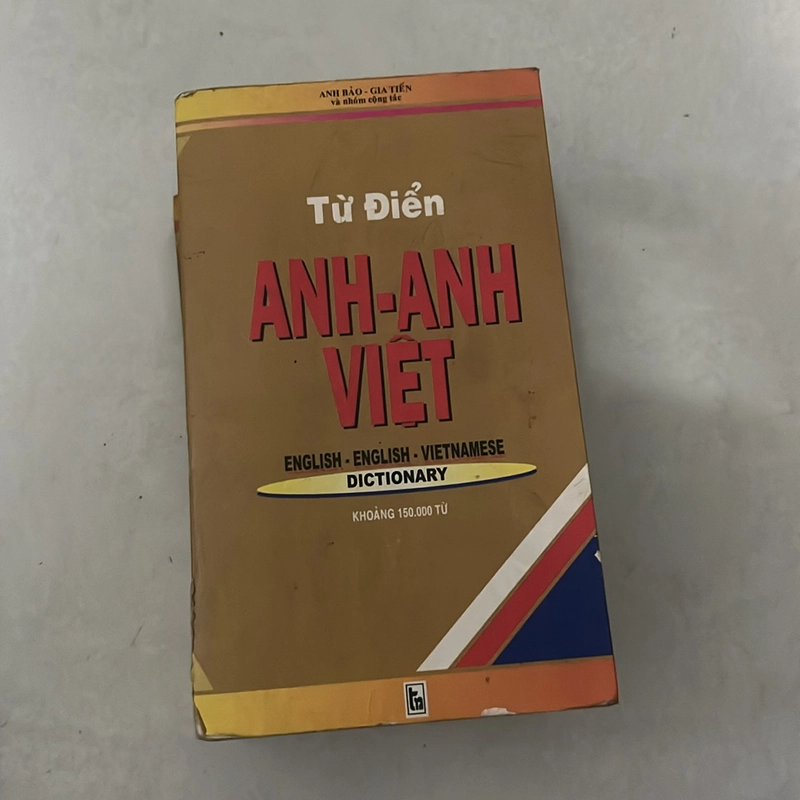 ANH BẢO - GIA TIẾN
và nhóm cộng tác
Từ Điển
ANH-ANH
VIỆT
ENGLISH - ENGLISH - VIETNAMESE
DICTIONARY
KHOẢNG 150.000 TỪ